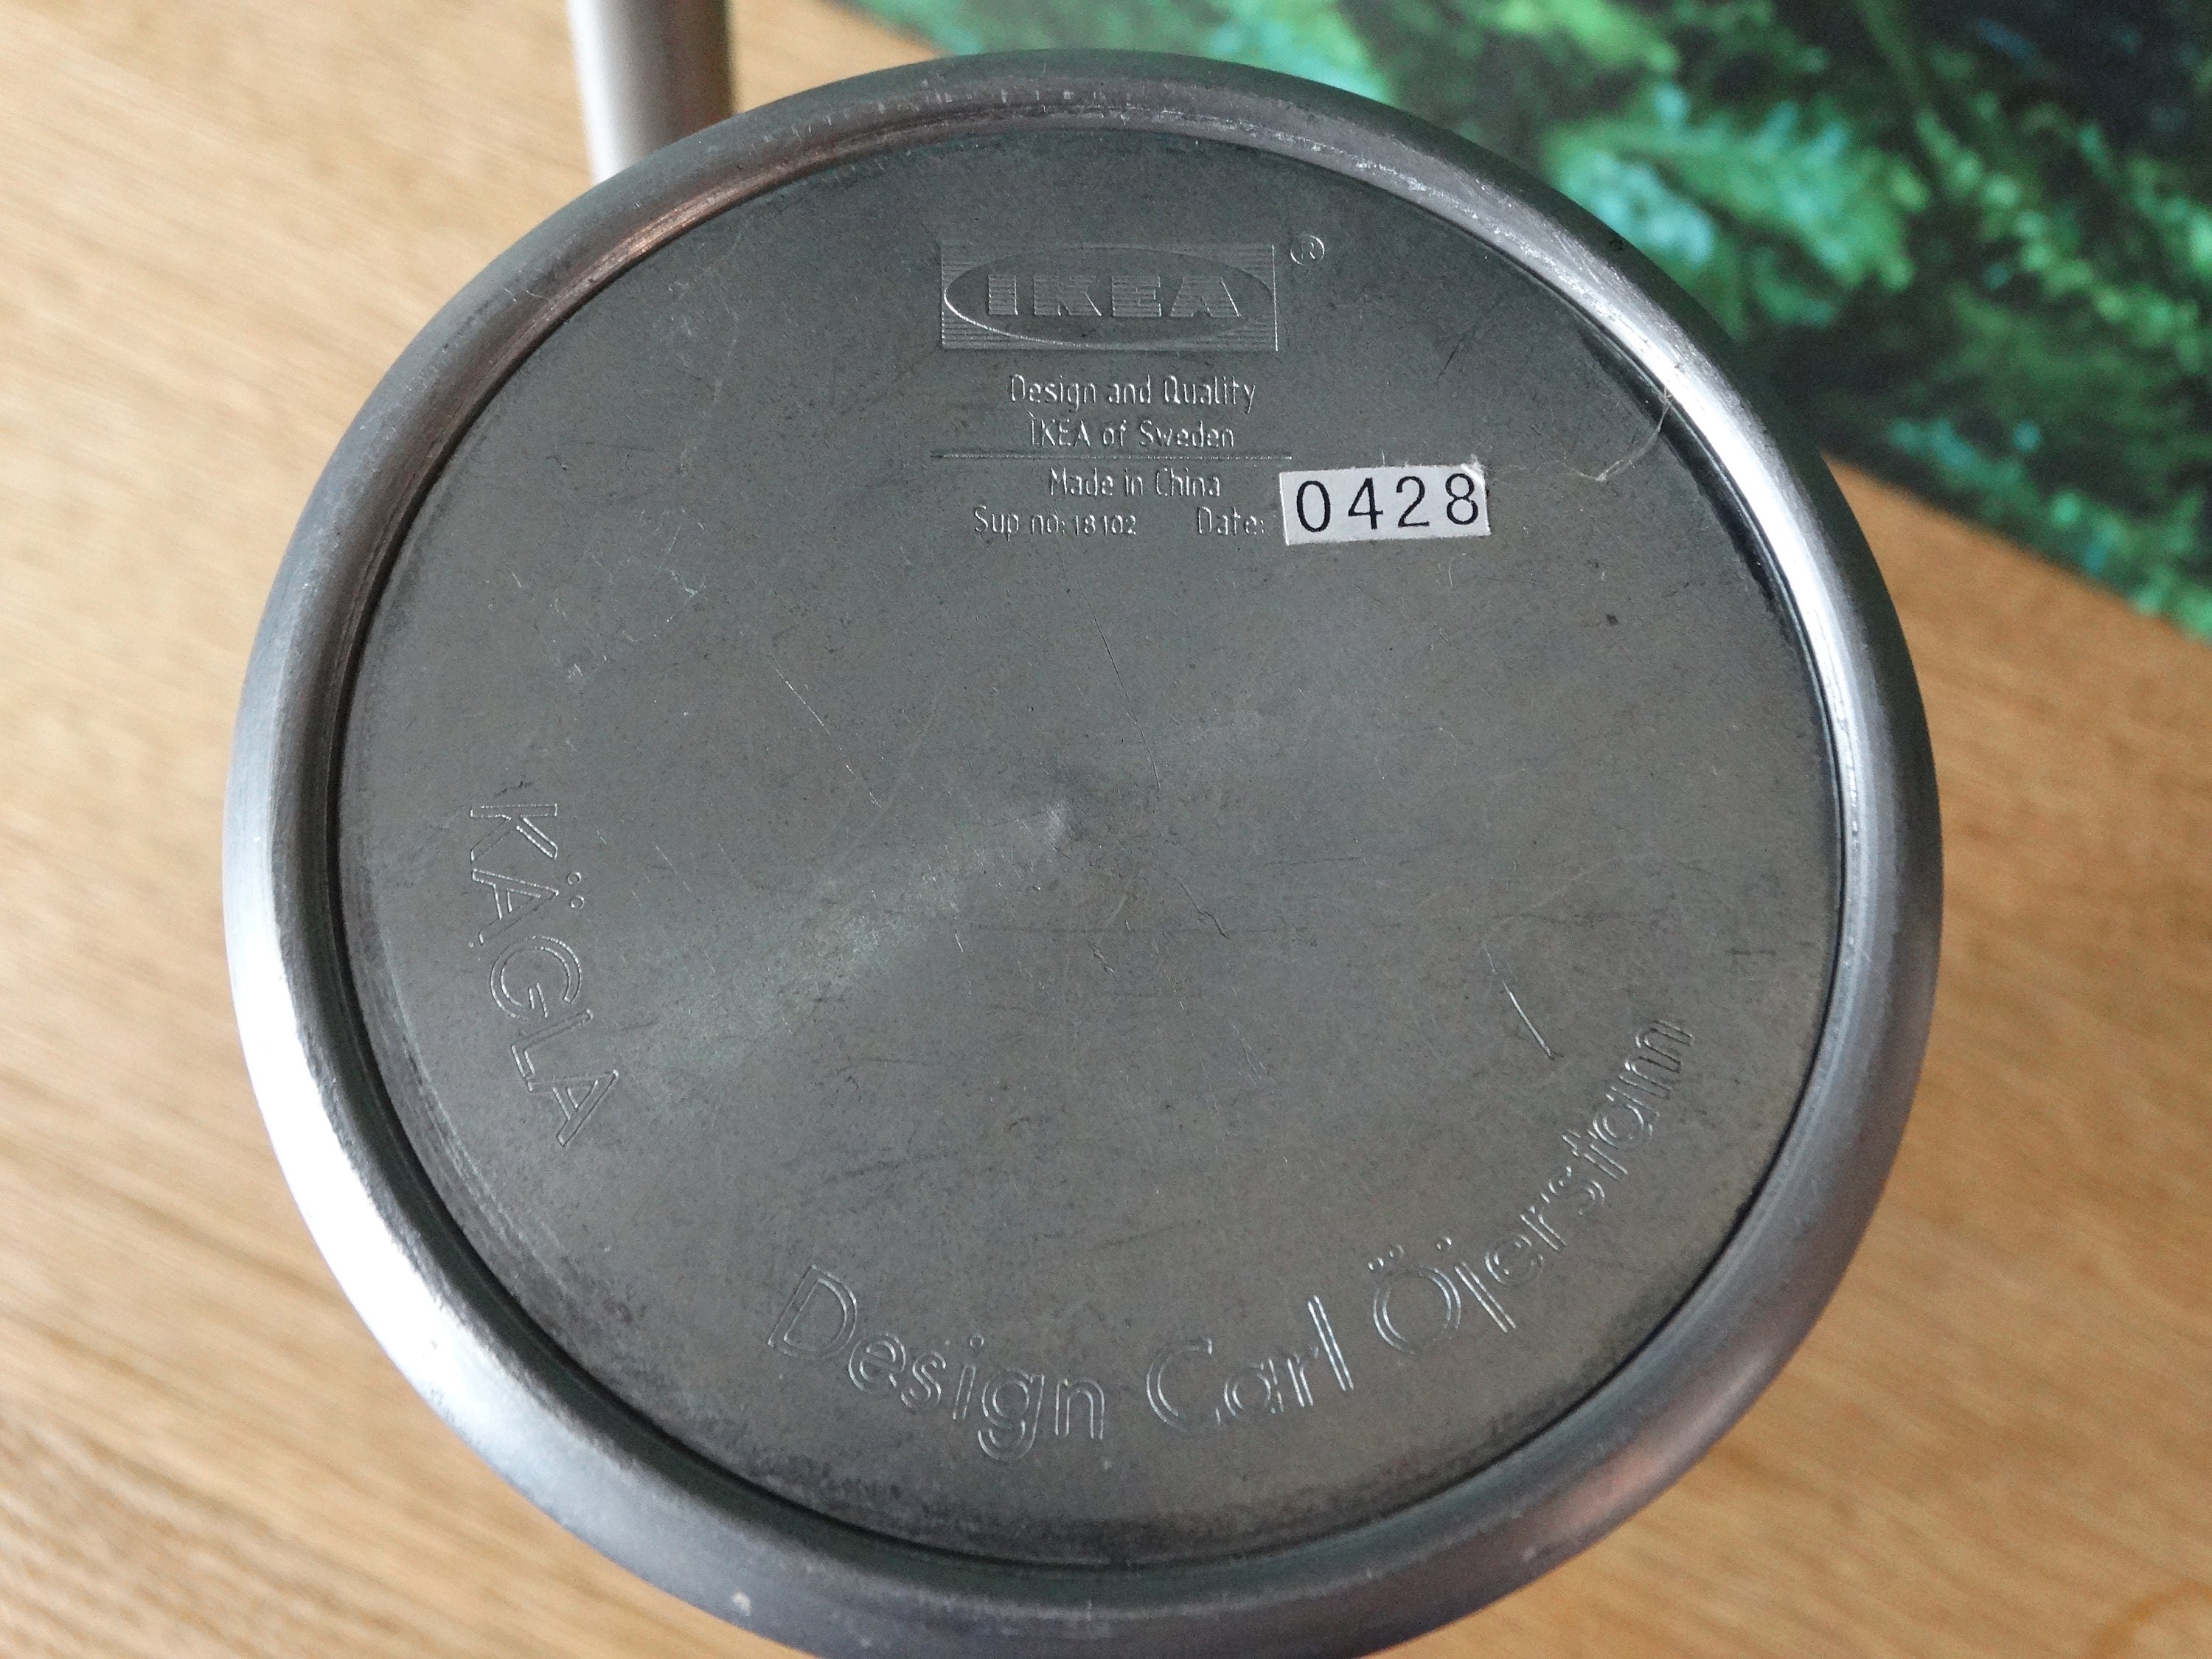 IKEA®
Design and Quality
IKEA of Sweden
Made in China
Sup no: 18102 Date: 0428
KÄGLA
Design Carl Öjerstam